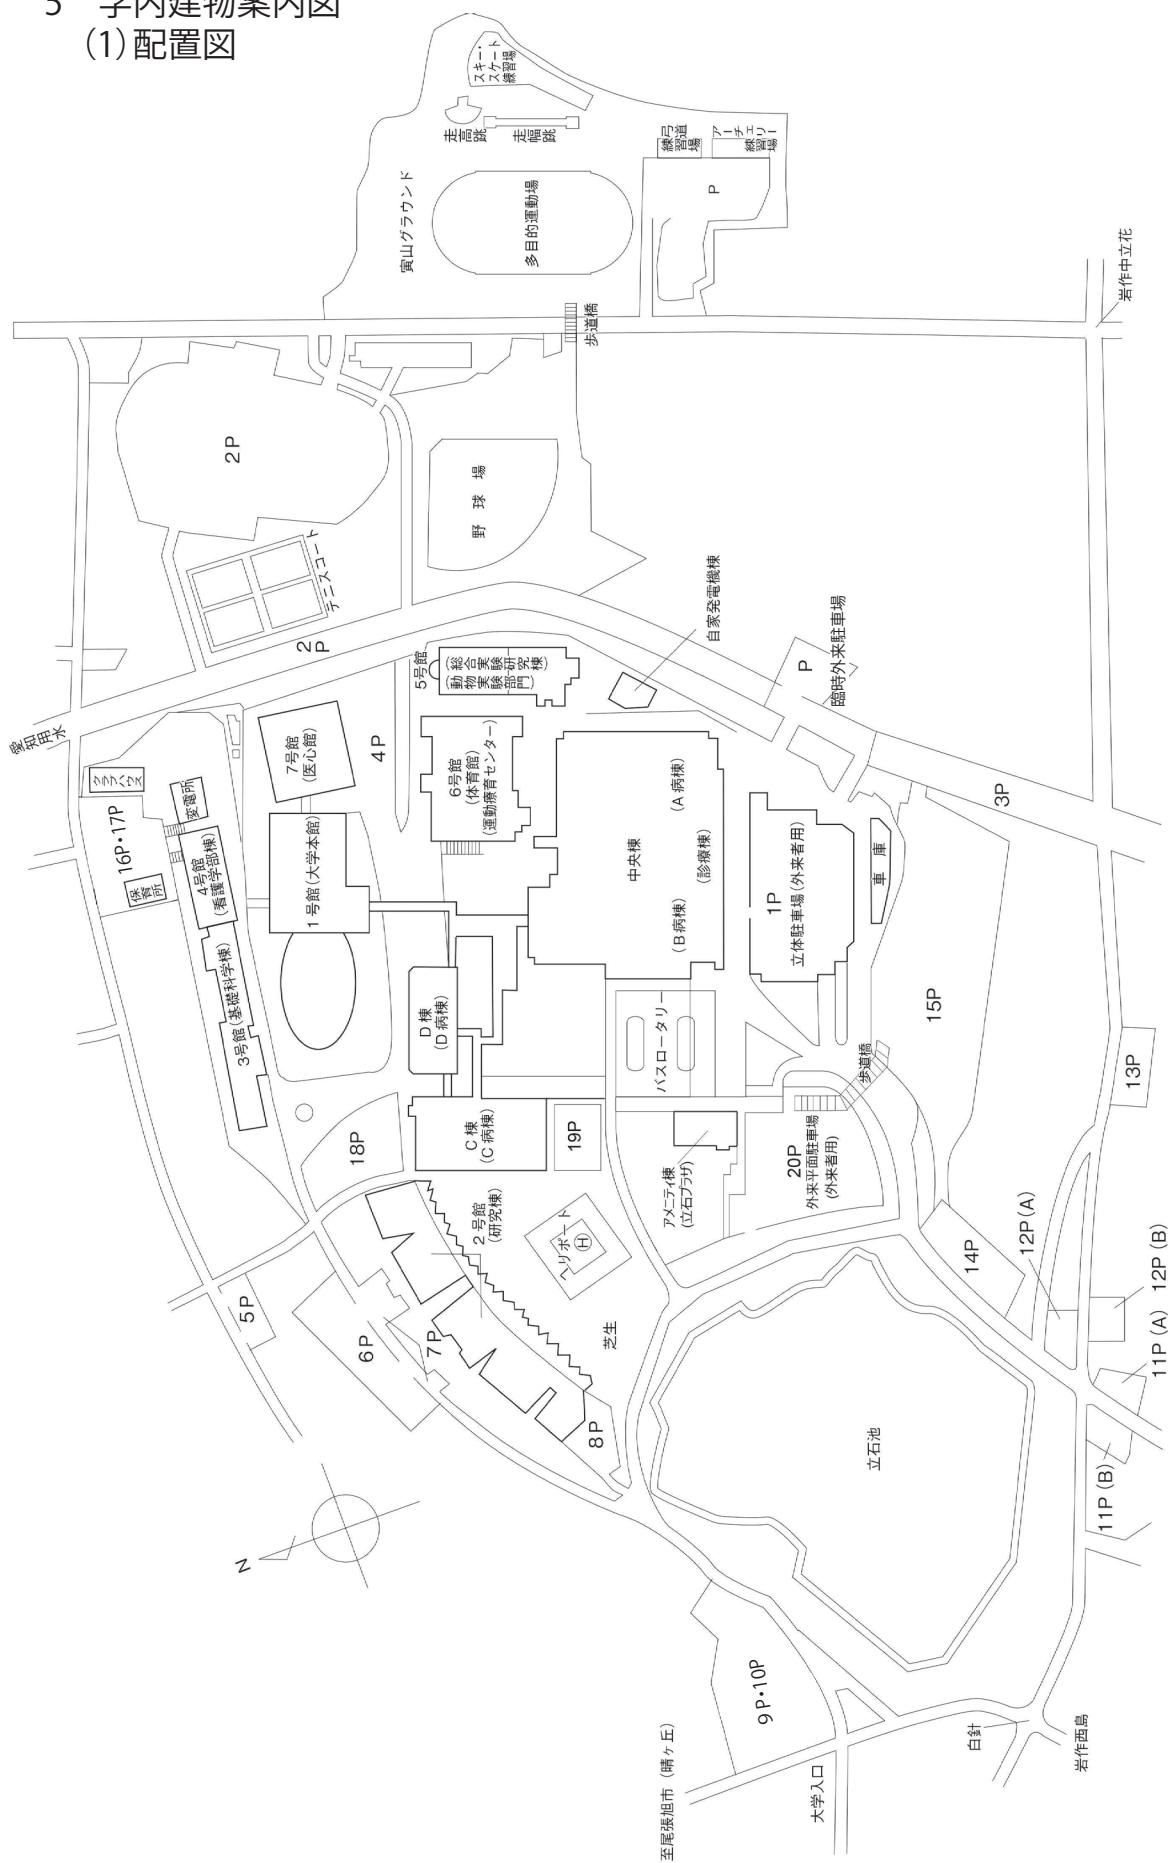 5　学内建物案内図
(1)配置図
スキー・
スケート
練習場
走高跳
走幅跳
弓道
練習場
アーチェリー
練習場
P
寅山グラウンド
多目的運動場
歩道橋
岩作中立花
2P
野球場
テニスコート
2P
愛知用水
自家発電機棟
P
臨時外来駐車場
5号館
(総合実験研究棟)
(動物実験部門)
クラブハウス
変電所
7号館
(医心館)
4P
6号館
(体育館)
(運動療育センター)
16P・17P
保育所
4号館
(看護学部棟)
1号館(大学本館)
中央棟
(A病棟)
(診療棟)
(B病棟)
1P
立体駐車場(外来者用)
車庫
3P
3号館(基礎科学棟)
D棟
(D病棟)
バスロータリー
15P
歩道橋
13P
18P
C棟
(C病棟)
19P
アメニティ棟
(立石プラザ)
20P
外来平面駐車場
(外来者用)
2号館
(研究棟)
ヘリポート
H
14P
12P(A)
12P(B)
5P
6P
7P
芝生
8P
立石池
11P(A)
11P(B)
N
9P・10P
至尾張旭市(晴ヶ丘)
大学入口
白針
岩作西島